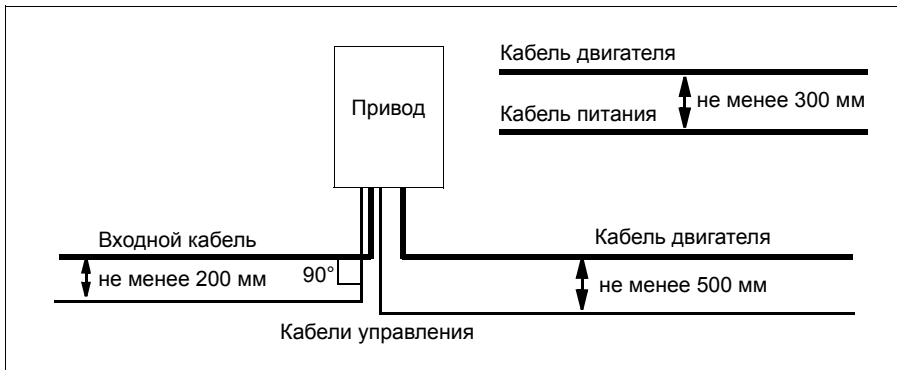 Кабель двигателя
не менее 300 мм
Кабель питания
Привод
Входной кабель
не менее 200 мм
90°
Кабель двигателя
не менее 500 мм
Кабели управления